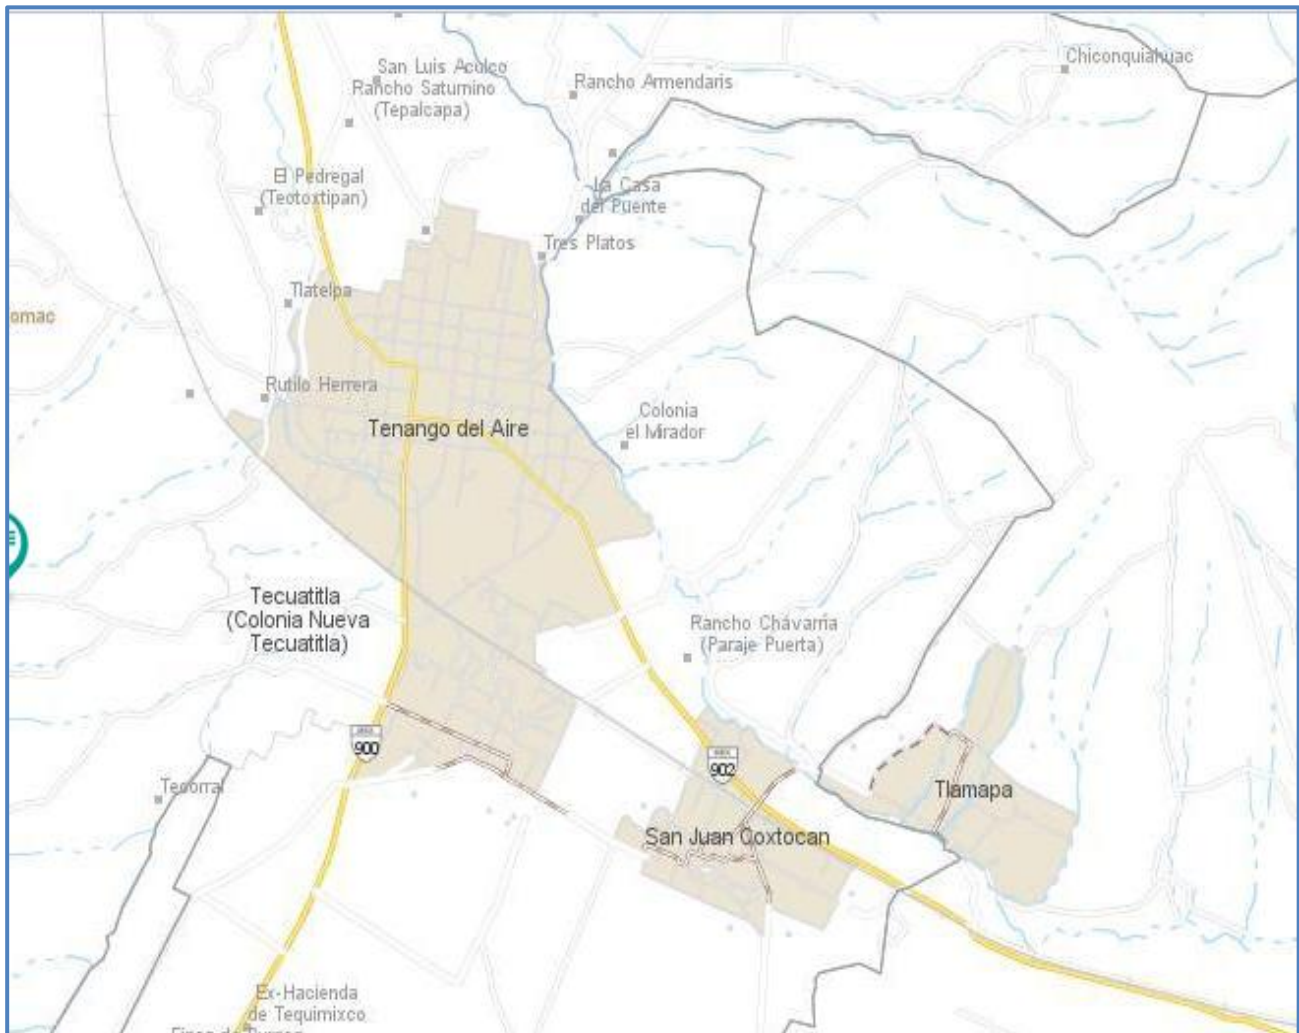 Chiconquiahuac
San Luis Aculco
Rancho Saturnino
(Tepalcapa)
Rancho Armendaris
El Pedregal
(Teotoxtipan)
La Casa
del Puente
Tres Platos
Tlatelpa
omac
Rutilo Herrera
Tenango del Aire
Colonia
el Mirador
Tecuatitla
(Colonia Nueva
Tecuatitla)
Rancho Chávarria
(Paraje Puerta)
900
902
Tecorral
Tlamapa
San Juan Coxtocan
Ex-Hacienda
de Tequimixco